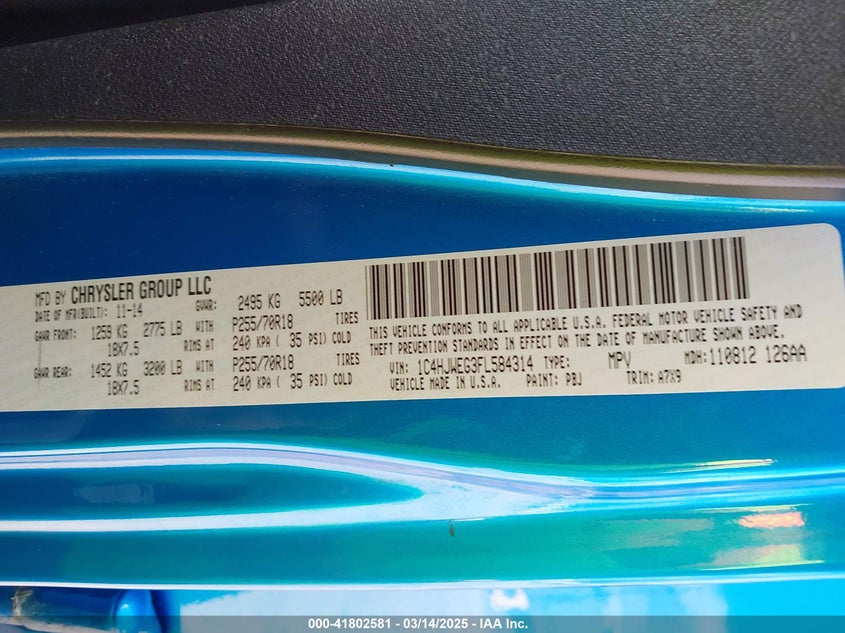 MFD BY CHRYSLER GROUP LLC
DATE OF MFR(BUILT): 11-14 GVWR: 2495 KG 5500 LB
GAWR FRONT: 1259 KG 2775 LB WITH P255/70R18 TIRES
18X7.5 RIMS AT 240 KPA ( 35 PSI) COLD
GAWR REAR: 1452 KG 3200 LB WITH P255/70R18 TIRES
18X7.5 RIMS AT 240 KPA ( 35 PSI) COLD
THIS VEHICLE CONFORMS TO ALL APPLICABLE U.S.A. FEDERAL MOTOR VEHICLE SAFETY AND
THEFT PREVENTION STANDARDS IN EFFECT ON THE DATE OF MANUFACTURE SHOWN ABOVE.
VIN: 1C4HJWEG3FL584314 TYPE: MPV MDH: 110812 126AA
VEHICLE MADE IN U.S.A. PAINT: PBJ TRIM: A7X9
000-41802581 - 03/14/2025 - IAA Inc.